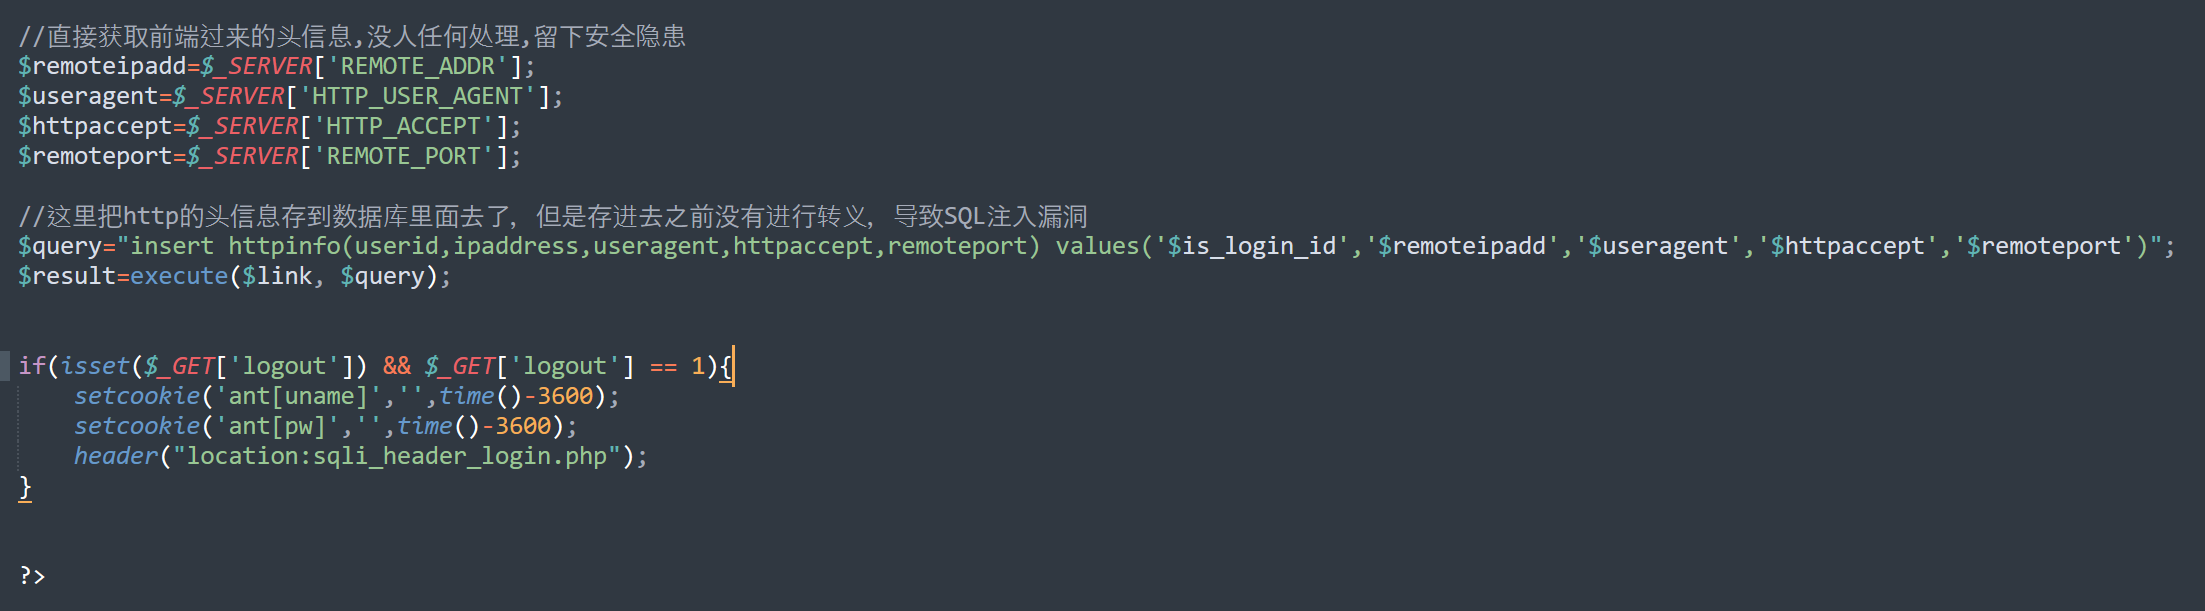 //直接获取前端过来的头信息,没人任何处理,留下安全隐患
$remoteipadd=$_SERVER['REMOTE_ADDR'];
$useragent=$_SERVER['HTTP_USER_AGENT'];
$httpaccept=$_SERVER['HTTP_ACCEPT'];
$remoteport=$_SERVER['REMOTE_PORT'];
//这里把http的头信息存到数据库里面去了，但是存进去之前没有进行转义，导致SQL注入漏洞
$query="insert httpinfo(userid,ipaddress,useragent,httpaccept,remoteport) values('$is_login_id','$remoteipadd','$useragent','$httpaccept','$remoteport')";
$result=execute($link, $query);
if(isset($_GET['logout']) && $_GET['logout'] == 1){
    setcookie('ant[uname]','',time()-3600);
    setcookie('ant[pw]','',time()-3600);
    header("location:sqli_header_login.php");
}
?>